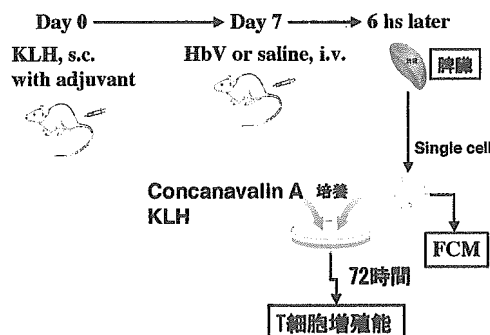 Day 0 Day 7 6 hs later
KLH, s.c.
with adjuvant
HbV or saline, i.v.
脾臓
Single cell
Concanavalin A 培養
KLH
FCM
72時間
T細胞増殖能